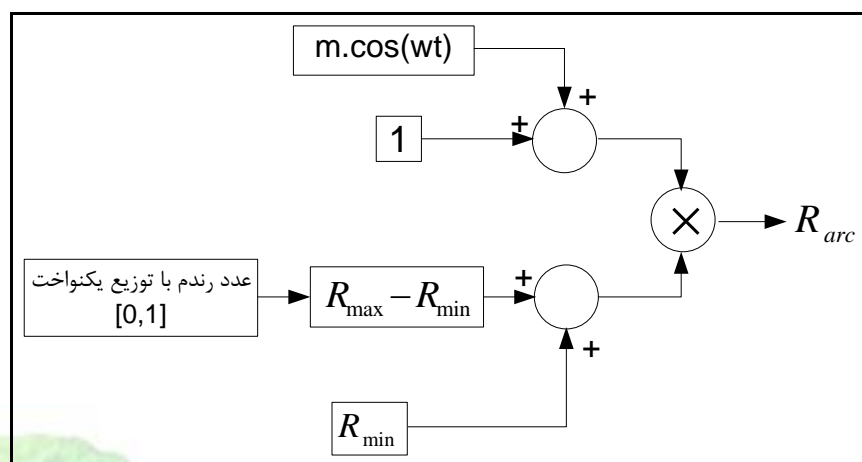 m.cos(wt)
+
+
1
×
R_arc
عدد رندم با توزیع یکنواخت
[0,1]
R_max − R_min
+
+
R_min